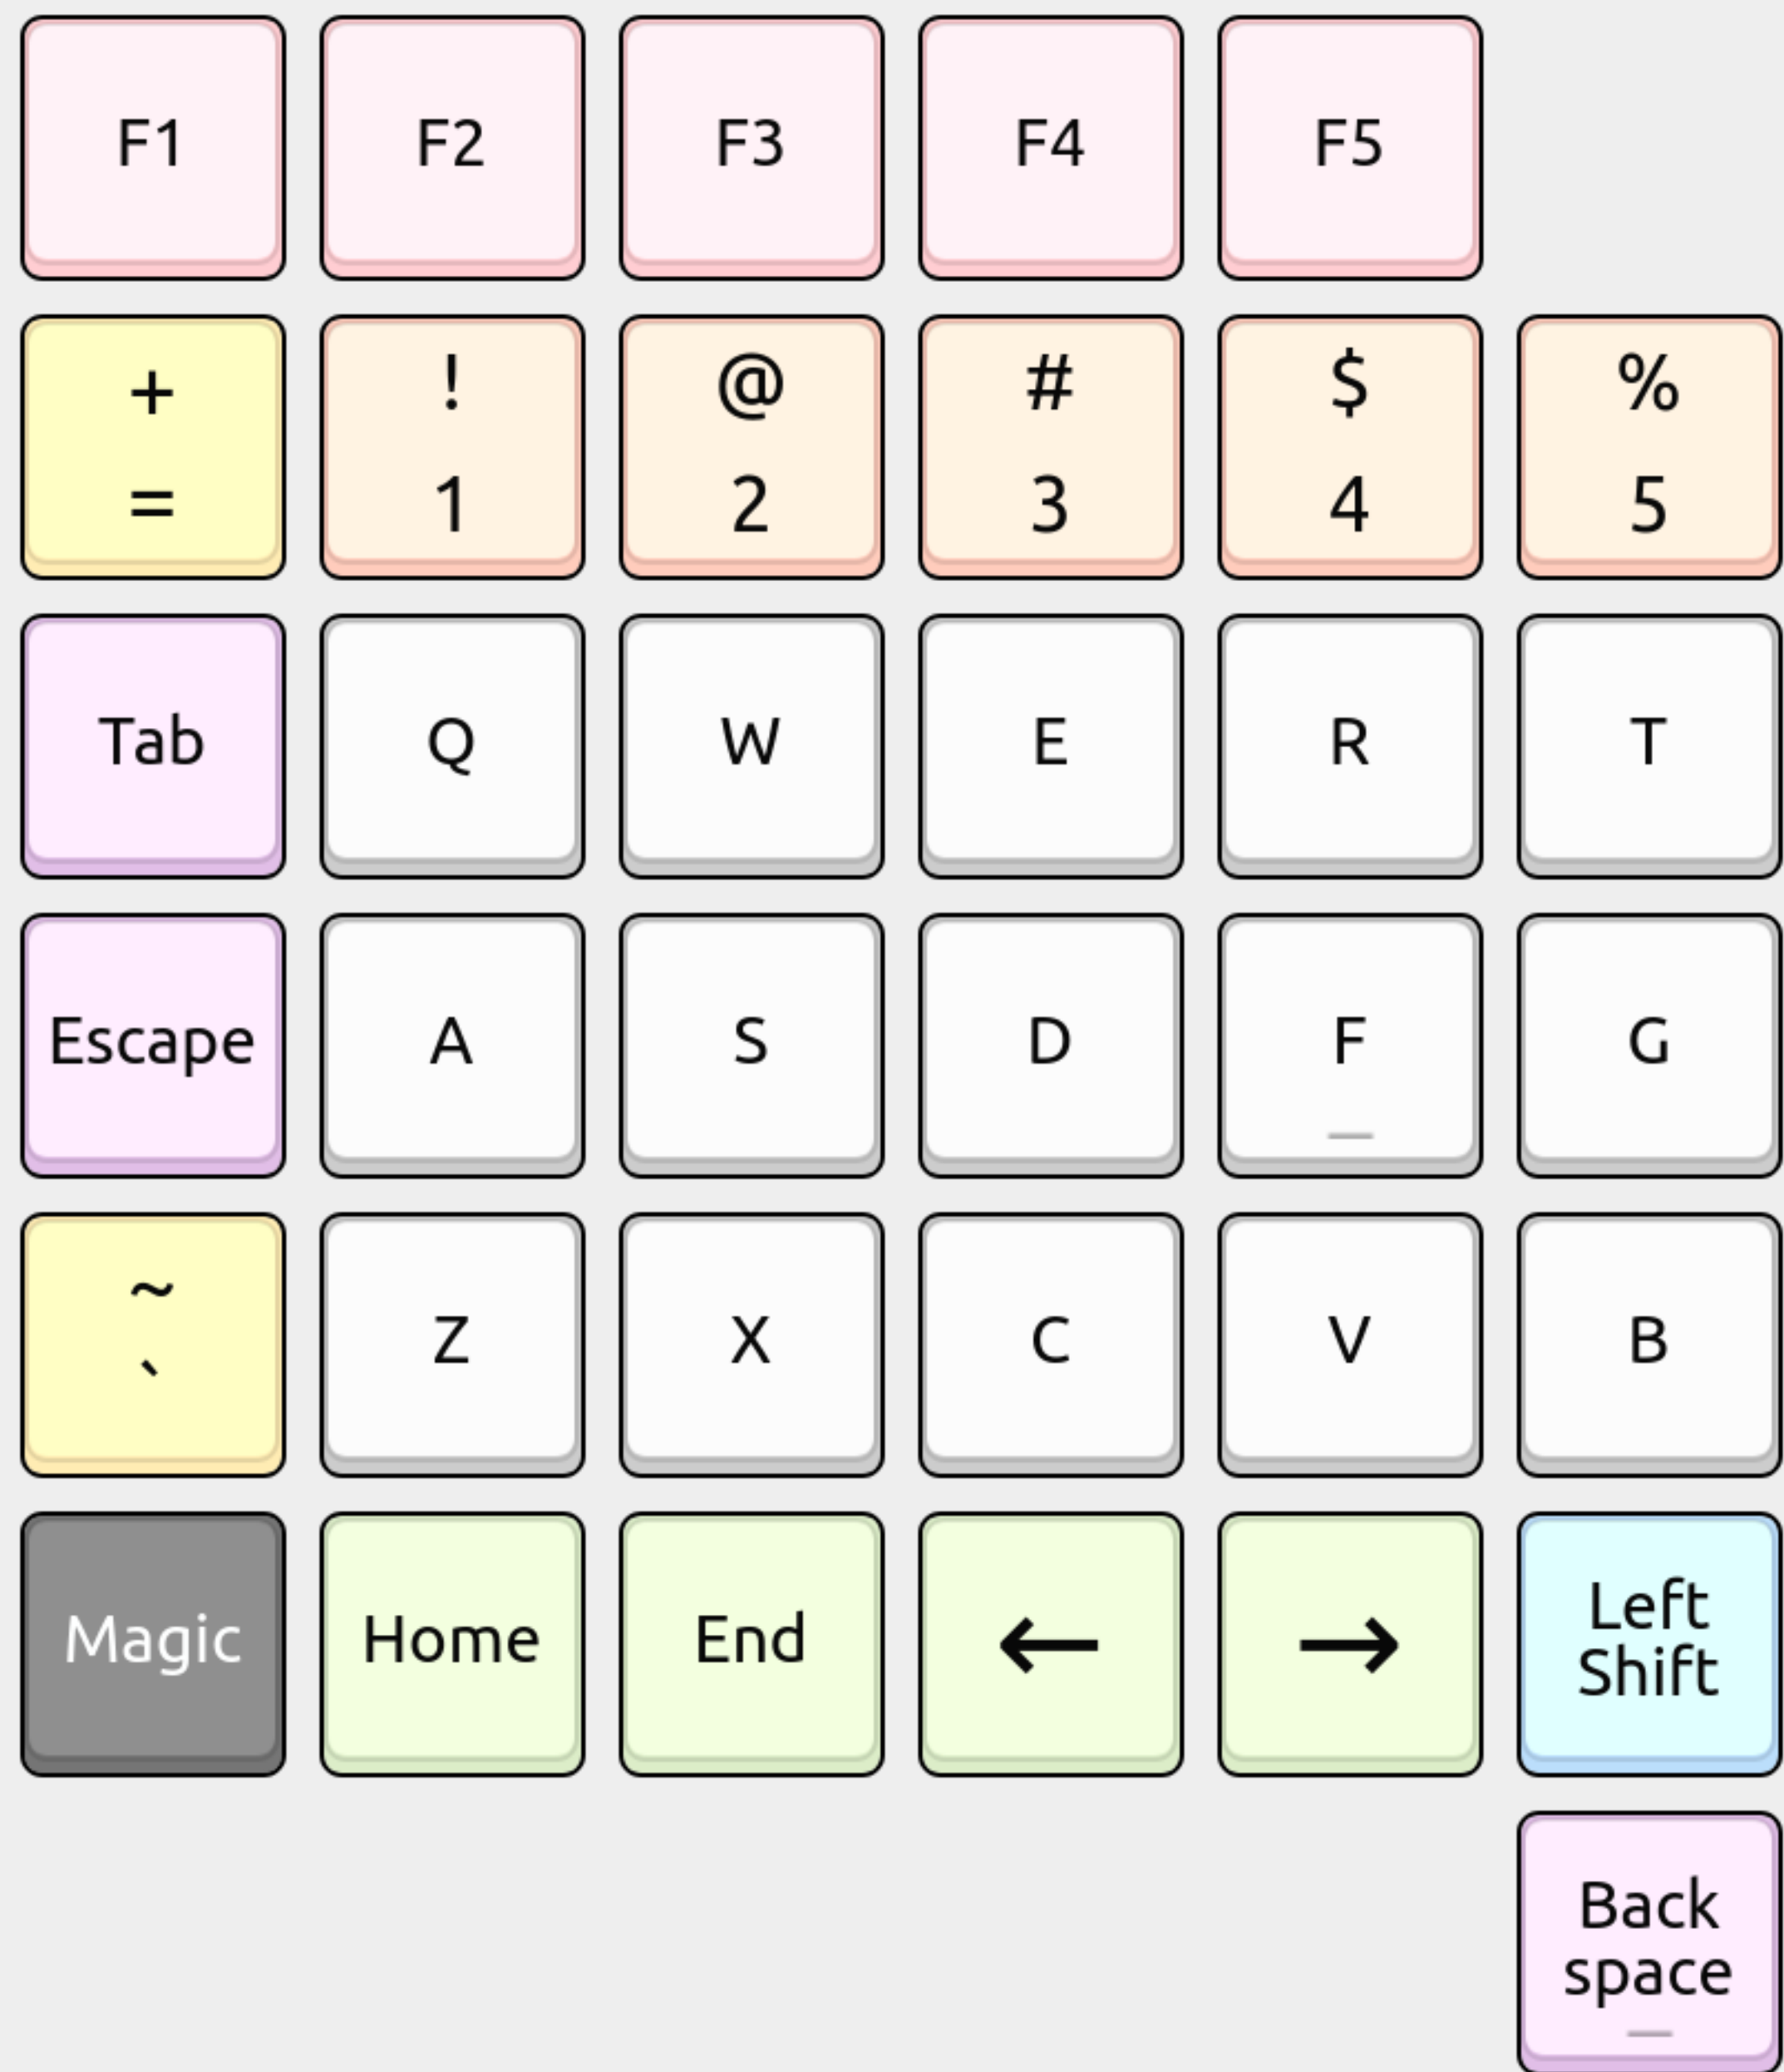 F1 F2 F3 F4 F5
+ ! @ # $ %
= 1 2 3 4 5
Tab Q W E R T
Escape A S D F G
~
` Z X C V B
Magic Home End ← → Left
Shift
Back
space